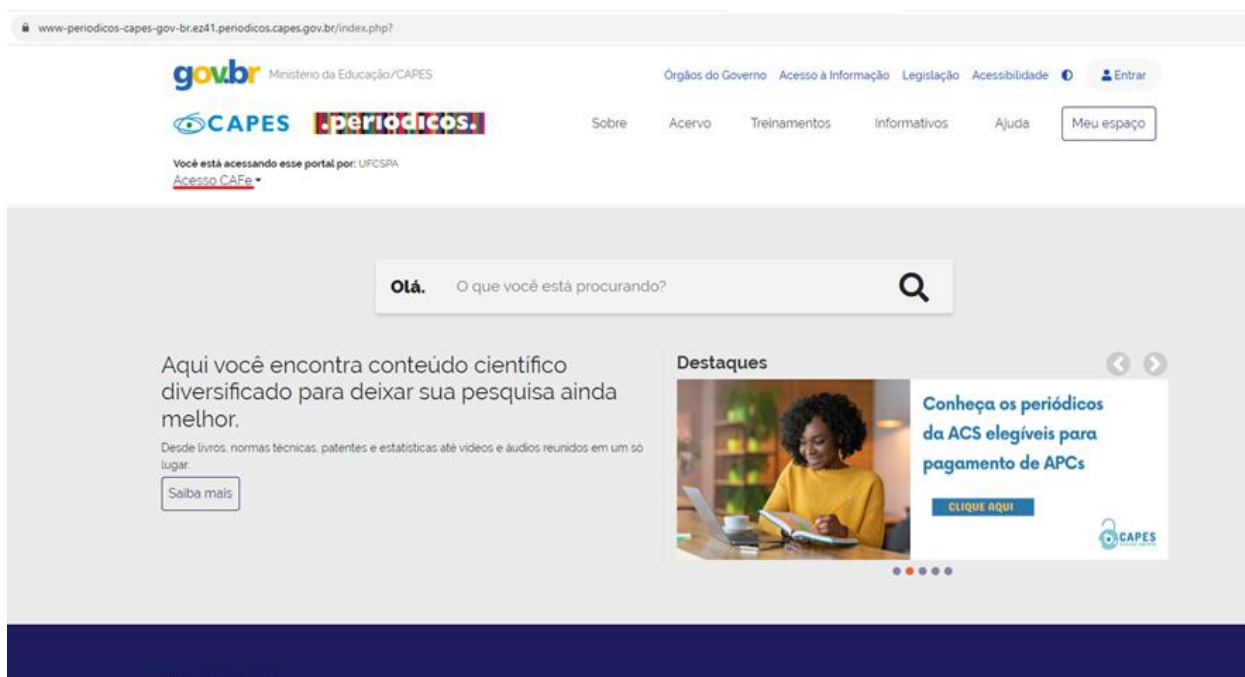 www-periodicos-capes-gov-br.ez41.periodicos.capes.gov.br/index.php?
gov.br Ministério da Educação/CAPES
Órgãos do Governo Acesso à Informação Legislação Acessibilidade Entrar
CAPES .periódicos.
Sobre Acervo Treinamentos Informativos Ajuda Meu espaço
Você está acessando esse portal por: UFCSPA
Acesso CAFe
Olá. O que você está procurando?
Aqui você encontra conteúdo científico
diversificado para deixar sua pesquisa ainda
melhor.
Desde livros, normas técnicas, patentes e estatísticas até vídeos e áudios reunidos em um só
lugar.
Saiba mais
Destaques
Conheça os periódicos
da ACS elegíveis para
pagamento de APCs
CLIQUE AQUI
CAPES